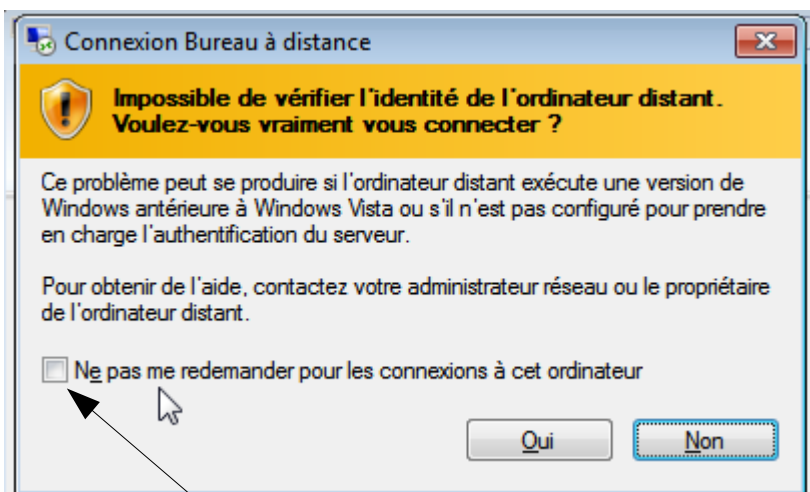 Connexion Bureau à distance
Impossible de vérifier l'identité de l'ordinateur distant.
Voulez-vous vraiment vous connecter ?
Ce problème peut se produire si l'ordinateur distant exécute une version de
Windows antérieure à Windows Vista ou s'il n'est pas configuré pour prendre
en charge l'authentification du serveur.
Pour obtenir de l'aide, contactez votre administrateur réseau ou le propriétaire
de l'ordinateur distant.
Ne pas me redemander pour les connexions à cet ordinateur
Oui
Non